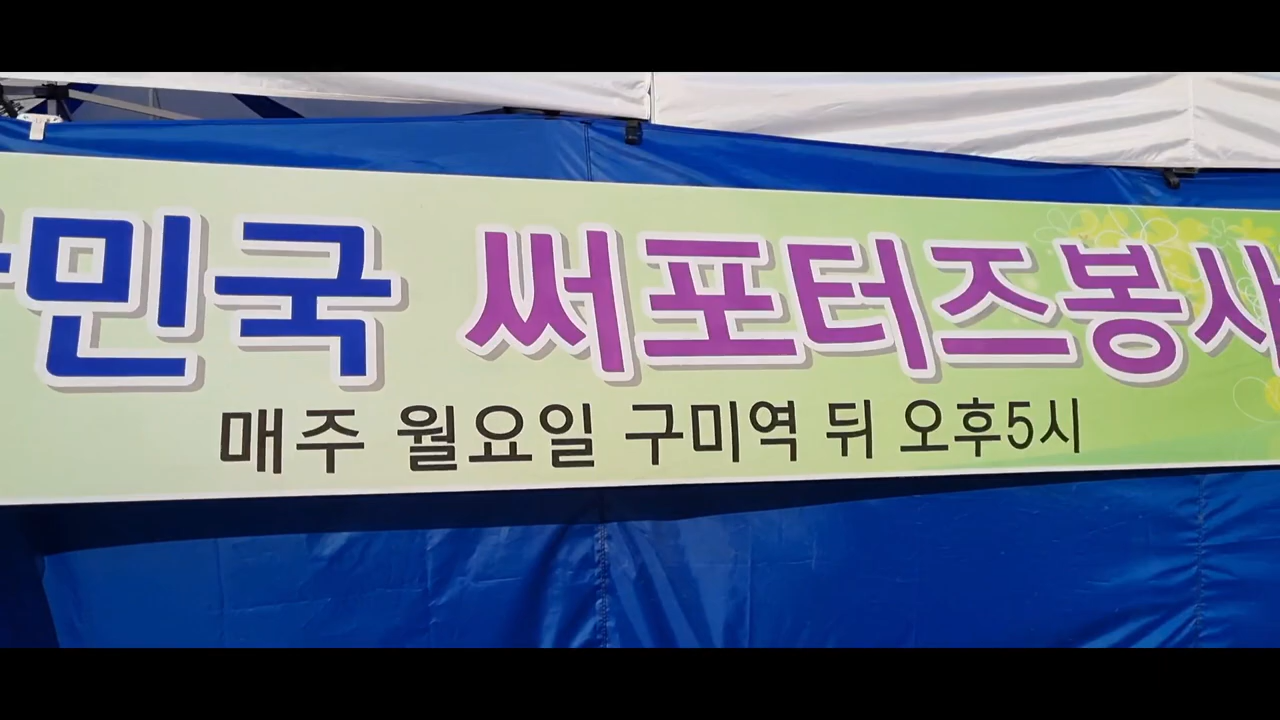 민국 써포터즈봉사
매주 월요일 구미역 뒤 오후5시